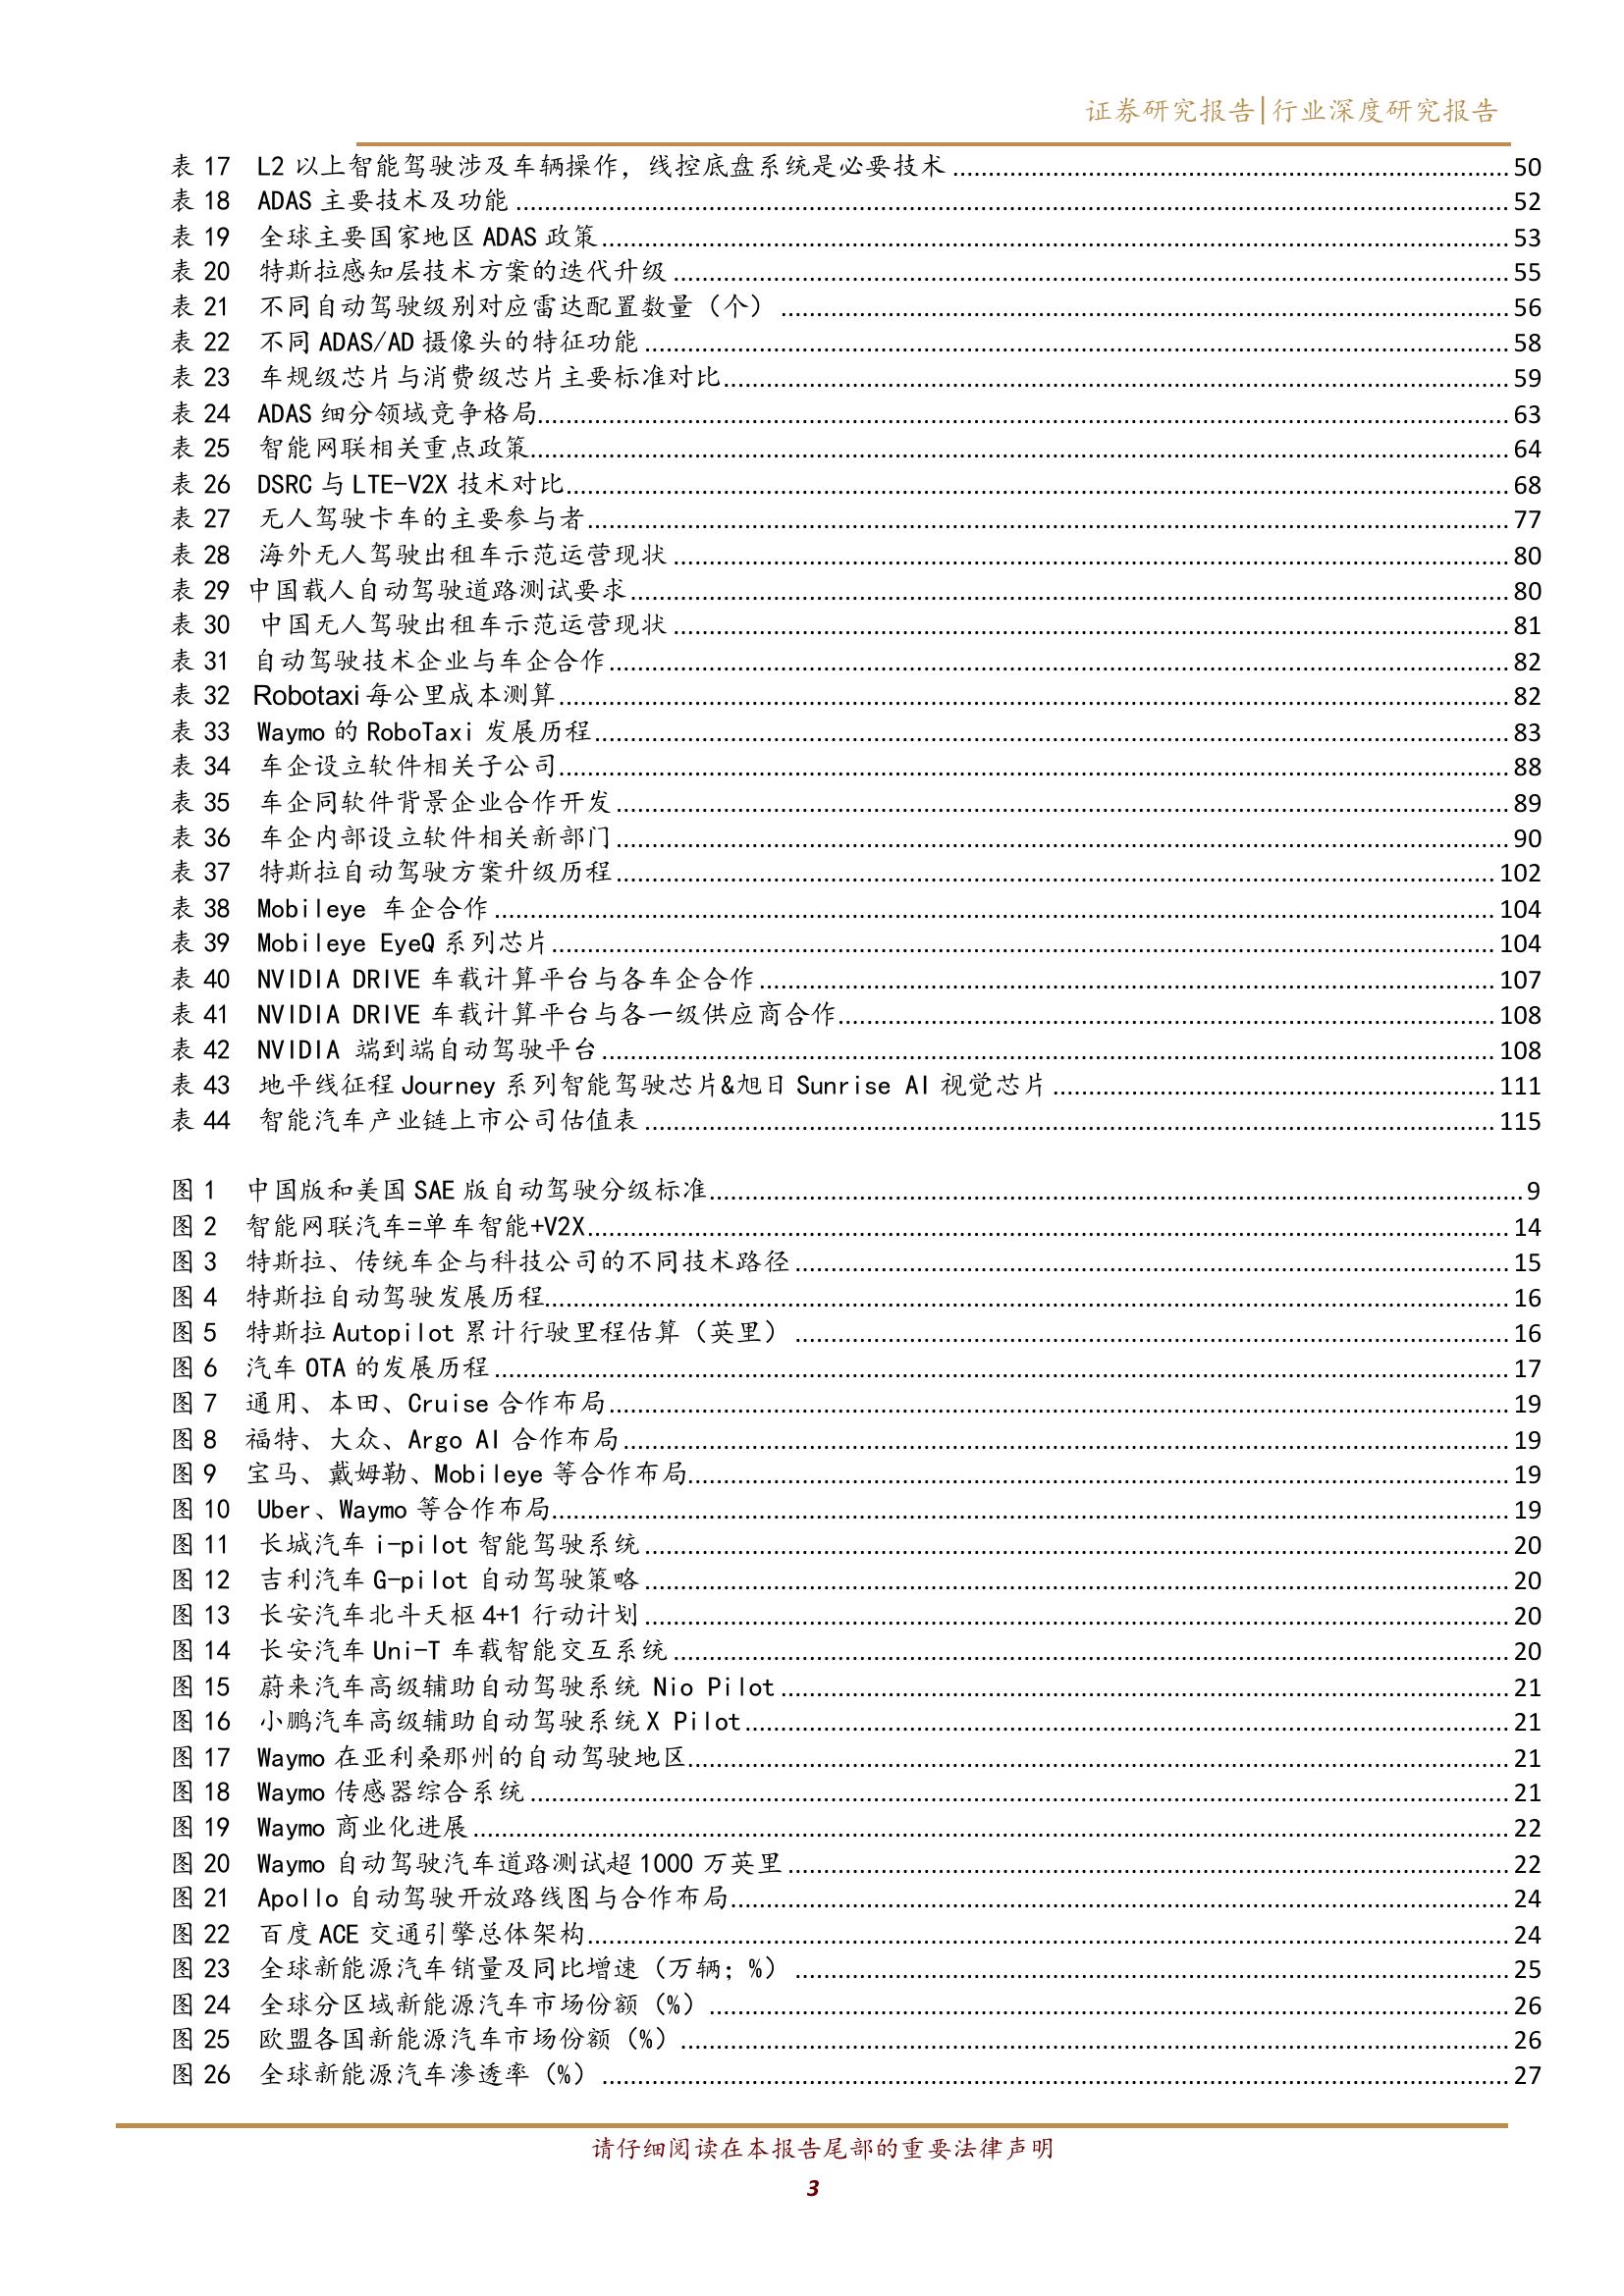 证券研究报告|行业深度研究报告
表 17 L2 以上智能驾驶涉及车辆操作，线控底盘系统是必要技术 50
表 18 ADAS 主要技术及功能 52
表 19 全球主要国家地区 ADAS 政策 53
表 20 特斯拉感知层技术方案的迭代升级 55
表 21 不同自动驾驶级别对应雷达配置数量（个） 56
表 22 不同 ADAS/AD 摄像头的特征功能 58
表 23 车规级芯片与消费级芯片主要标准对比 59
表 24 ADAS 细分领域竞争格局 63
表 25 智能网联相关重点政策 64
表 26 DSRC 与 LTE-V2X 技术对比 68
表 27 无人驾驶卡车的主要参与者 77
表 28 海外无人驾驶出租车示范运营现状 80
表 29 中国载人自动驾驶道路测试要求 80
表 30 中国无人驾驶出租车示范运营现状 81
表 31 自动驾驶技术企业与车企合作 82
表 32 Robotaxi 每公里成本测算 82
表 33 Waymo 的 RoboTaxi 发展历程 83
表 34 车企设立软件相关子公司 88
表 35 车企同软件背景企业合作开发 89
表 36 车企内部设立软件相关新部门 90
表 37 特斯拉自动驾驶方案升级历程 102
表 38 Mobileye 车企合作 104
表 39 Mobileye EyeQ 系列芯片 104
表 40 NVIDIA DRIVE 车载计算平台与各车企合作 107
表 41 NVIDIA DRIVE 车载计算平台与各一级供应商合作 108
表 42 NVIDIA 端到端自动驾驶平台 108
表 43 地平线征程 Journey 系列智能驾驶芯片&旭日 Sunrise AI 视觉芯片 111
表 44 智能汽车产业链上市公司估值表 115
图 1 中国版和美国 SAE 版自动驾驶分级标准 9
图 2 智能网联汽车=单车智能+V2X 14
图 3 特斯拉、传统车企与科技公司的不同技术路径 15
图 4 特斯拉自动驾驶发展历程 16
图 5 特斯拉 Autopilot 累计行驶里程估算（英里） 16
图 6 汽车 OTA 的发展历程 17
图 7 通用、本田、Cruise 合作布局 19
图 8 福特、大众、Argo AI 合作布局 19
图 9 宝马、戴姆勒、Mobileye 等合作布局 19
图 10 Uber、Waymo 等合作布局 19
图 11 长城汽车 i-pilot 智能驾驶系统 20
图 12 吉利汽车 G-pilot 自动驾驶策略 20
图 13 长安汽车北斗天枢 4+1 行动计划 20
图 14 长安汽车 Uni-T 车载智能交互系统 20
图 15 蔚来汽车高级辅助自动驾驶系统 Nio Pilot 21
图 16 小鹏汽车高级辅助自动驾驶系统 X Pilot 21
图 17 Waymo 在亚利桑那州的自动驾驶地区 21
图 18 Waymo 传感器综合系统 21
图 19 Waymo 商业化进展 22
图 20 Waymo 自动驾驶汽车道路测试超 1000 万英里 22
图 21 Apollo 自动驾驶开放路线图与合作布局 24
图 22 百度 ACE 交通引擎总体架构 24
图 23 全球新能源汽车销量及同比增速（万辆；%） 25
图 24 全球分区域新能源汽车市场份额（%） 26
图 25 欧盟各国新能源汽车市场份额（%） 26
图 26 全球新能源汽车渗透率（%） 27
请仔细阅读在本报告尾部的重要法律声明
3